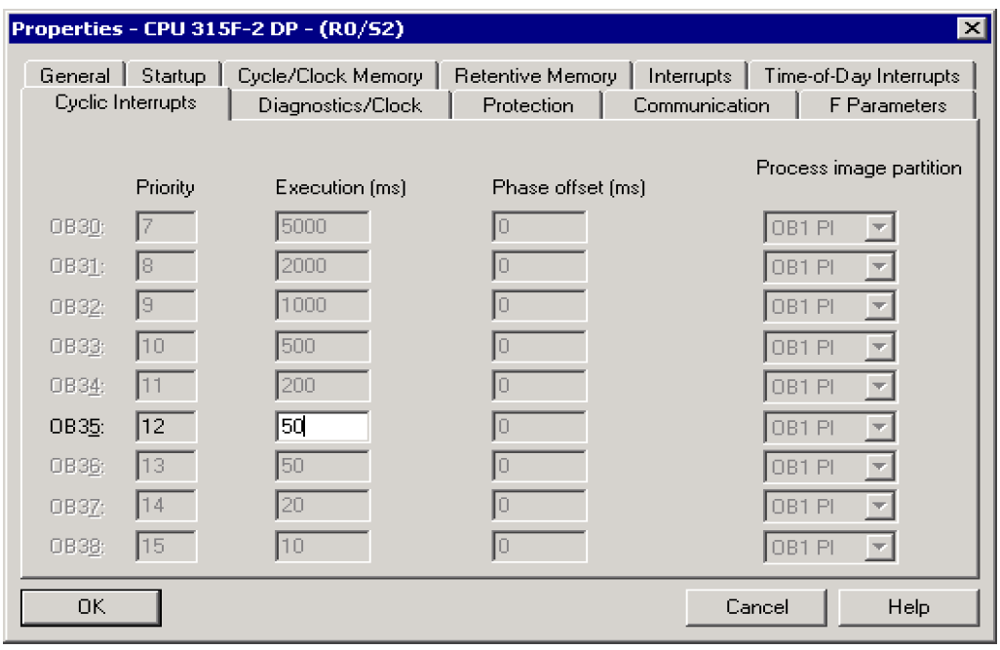 Properties - CPU 315F-2 DP - (R0/S2)
General Startup Cycle/Clock Memory Retentive Memory Interrupts Time-of-Day Interrupts
Cyclic Interrupts Diagnostics/Clock Protection Communication F Parameters
Process image partition
Priority Execution (ms) Phase offset (ms)
OB30: 7 5000 0 OB1 PI
OB31: 8 2000 0 OB1 PI
OB32: 9 1000 0 OB1 PI
OB33: 10 500 0 OB1 PI
OB34: 11 200 0 OB1 PI
OB35: 12 50 0 OB1 PI
OB36: 13 50 0 OB1 PI
OB37: 14 20 0 OB1 PI
OB38: 15 10 0 OB1 PI
OK Cancel Help